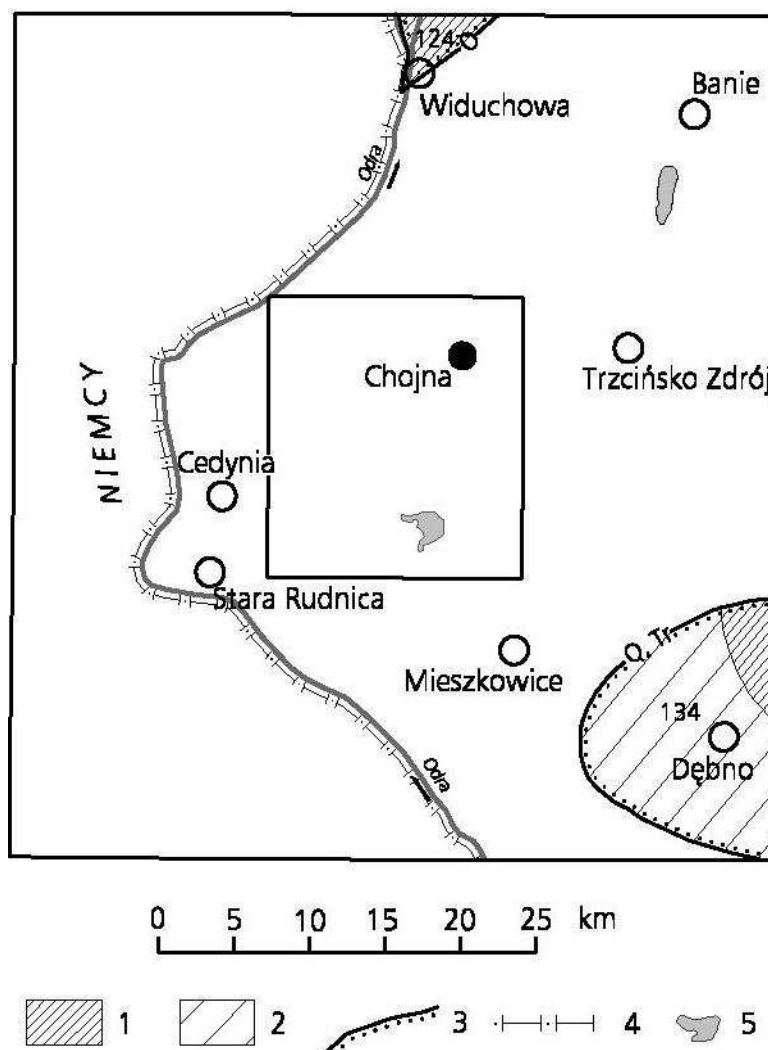 124
Q
Widuchowa
Banie
Odra
Chojna
Trzcińsko Zdrój
NIEMCY
Cedynia
Stara Rudnica
Q, Tr
Mieszkowice
134
Dębno
Odra
0 5 10 15 20 25 km
1 2 3 4 5